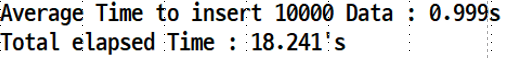 Average Time to insert 10000 Data : 0.999s
Total elapsed Time : 18.241's